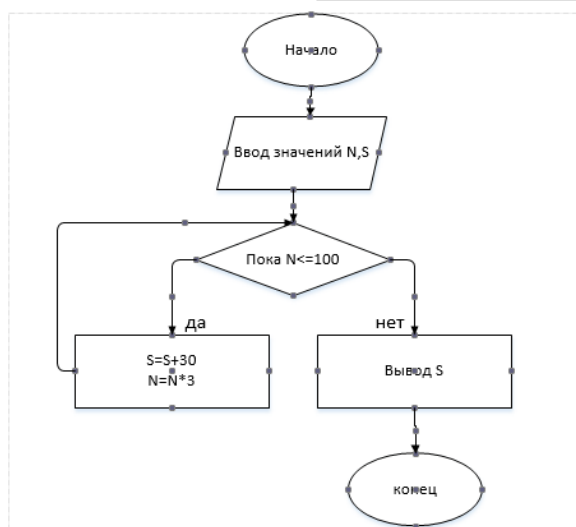 Начало
Ввод значений N,S
Пока N<=100
да
нет
S=S+30
N=N*3
Вывод S
конец